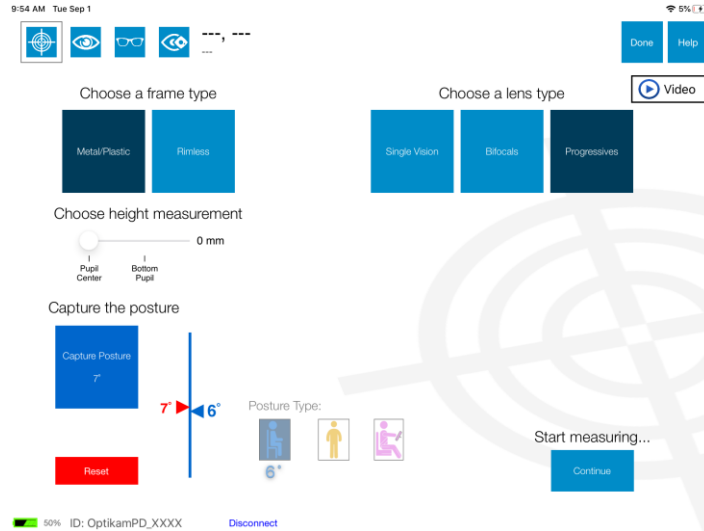 9:54 AM Tue Sep 1
5%
---, ---
---
Done
Help
Video
Choose a frame type
Choose a lens type
Metal/Plastic
Rimless
Single Vision
Bifocals
Progressives
Choose height measurement
0 mm
Pupil
Center
Bottom
Pupil
Capture the posture
Capture Posture
7°
7°
6°
Posture Type:
6°
Start measuring...
Reset
Continue
50%
ID: OptikamPD_XXXX
Disconnect